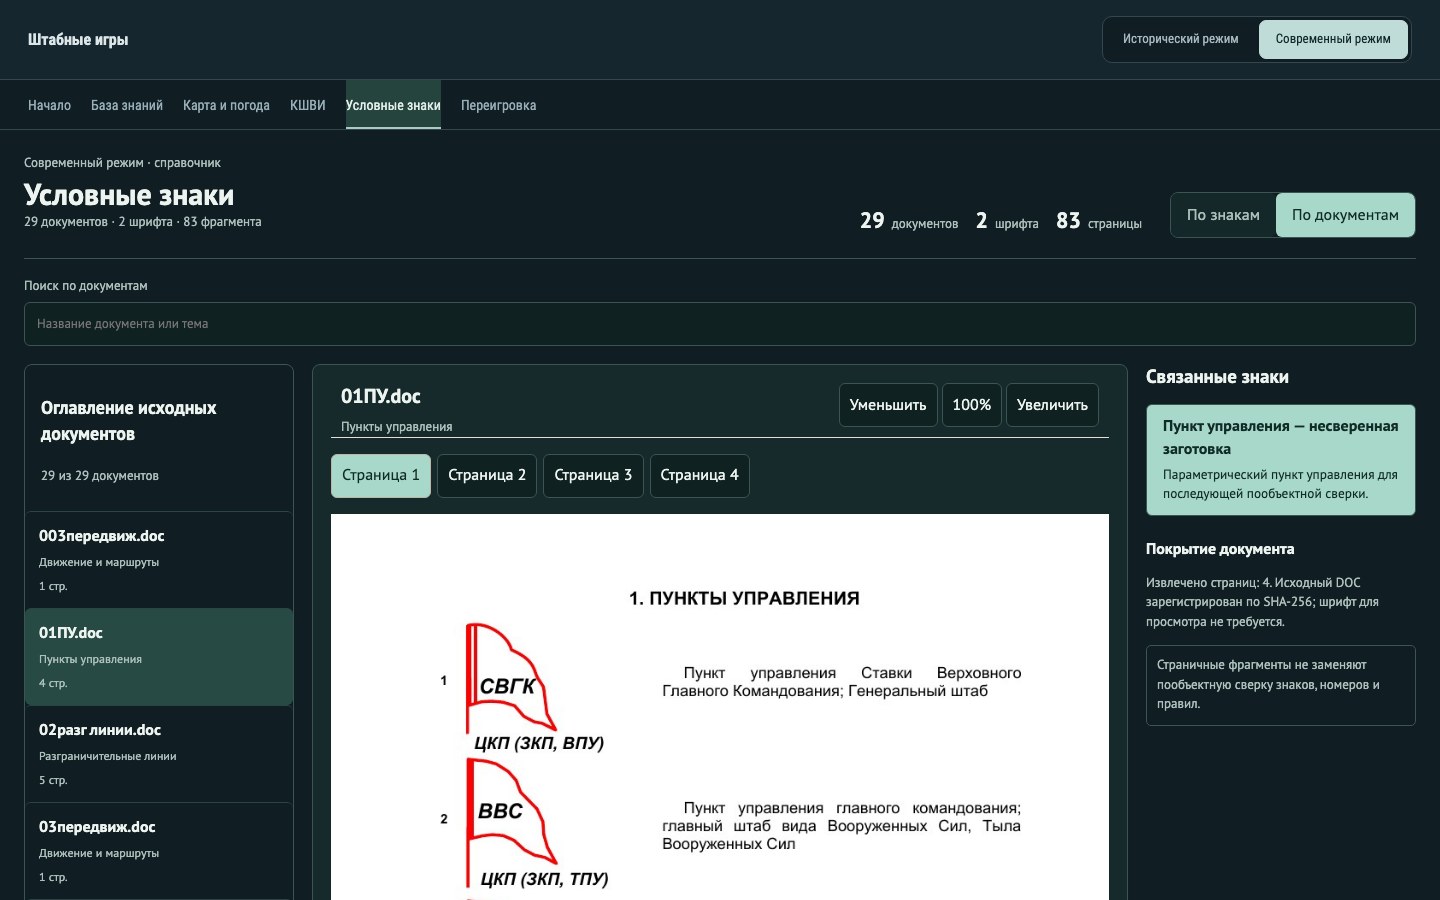 Штабные игры
Исторический режим
Современный режим
Начало
База знаний
Карта и погода
КШВИ
Условные знаки
Переигровка
Современный режим · справочник
Условные знаки
29 документов · 2 шрифта · 83 фрагмента
29 документов
2 шрифта
83 страницы
По знакам
По документам
Поиск по документам
Название документа или тема
Оглавление исходных
документов
29 из 29 документов
003передвиж.doc
Движение и маршруты
1 стр.
01ПУ.doc
Пункты управления
4 стр.
02разг линии.doc
Разграничительные линии
5 стр.
03передвиж.doc
Движение и маршруты
1 стр.
01ПУ.doc
Пункты управления
Уменьшить
100%
Увеличить
Страница 1
Страница 2
Страница 3
Страница 4
1. ПУНКТЫ УПРАВЛЕНИЯ
1
СВГК
ЦКП (ЗКП, ВПУ)
Пункт управления Ставки Верховного
Главного Командования; Генеральный штаб
2
ВВС
ЦКП (ЗКП, ТПУ)
Пункт управления главного командования;
главный штаб вида Вооруженных Сил, Тыла
Вооруженных Сил
Связанные знаки
Пункт управления — несверенная
заготовка
Параметрический пункт управления для
последующей пообъектной сверки.
Покрытие документа
Извлечено страниц: 4. Исходный DOC
зарегистрирован по SHA-256; шрифт для
просмотра не требуется.
Страничные фрагменты не заменяют
пообъектную сверку знаков, номеров и
правил.